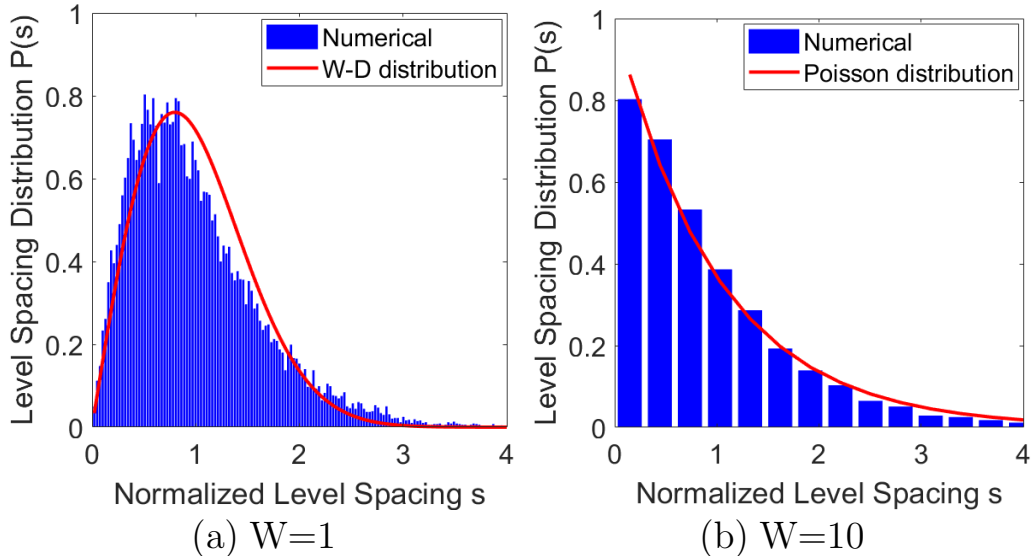 Level Spacing Distribution P(s)
1
0.8
0.6
0.4
0.2
0
0 1 2 3 4
Numerical
W-D distribution
Normalized Level Spacing s
(a) W=1
Level Spacing Distribution P(s)
1
0.8
0.6
0.4
0.2
0
0 1 2 3 4
Numerical
Poisson distribution
Normalized Level Spacing s
(b) W=10